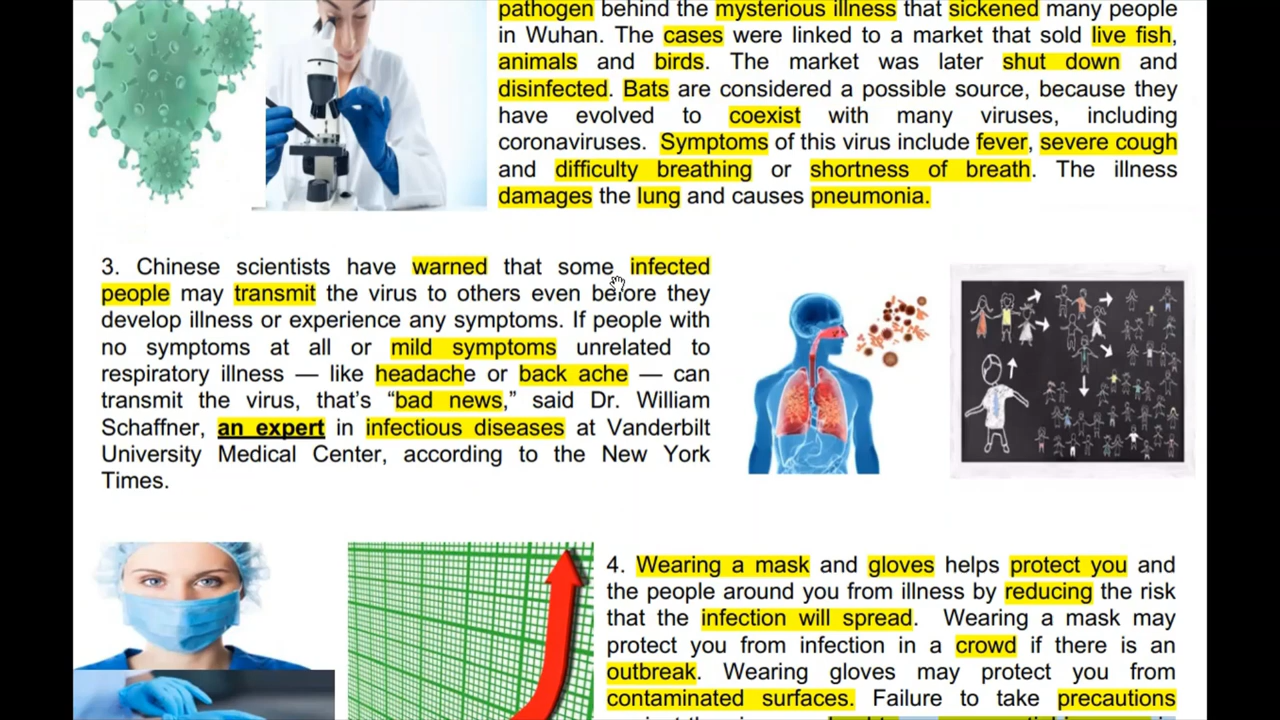 pathogen behind the mysterious illness that sickened many people
in Wuhan. The cases were linked to a market that sold live fish,
animals and birds. The market was later shut down and
disinfected. Bats are considered a possible source, because they
have evolved to coexist with many viruses, including
coronaviruses. Symptoms of this virus include fever, severe cough
and difficulty breathing or shortness of breath. The illness
damages the lung and causes pneumonia.
3. Chinese scientists have warned that some infected
people may transmit the virus to others even before they
develop illness or experience any symptoms. If people with
no symptoms at all or mild symptoms unrelated to
respiratory illness — like headache or back ache — can
transmit the virus, that’s “bad news,” said Dr. William
Schaffner, an expert in infectious diseases at Vanderbilt
University Medical Center, according to the New York
Times.
4. Wearing a mask and gloves helps protect you and
the people around you from illness by reducing the risk
that the infection will spread. Wearing a mask may
protect you from infection in a crowd if there is an
outbreak. Wearing gloves may protect you from
contaminated surfaces. Failure to take precautions